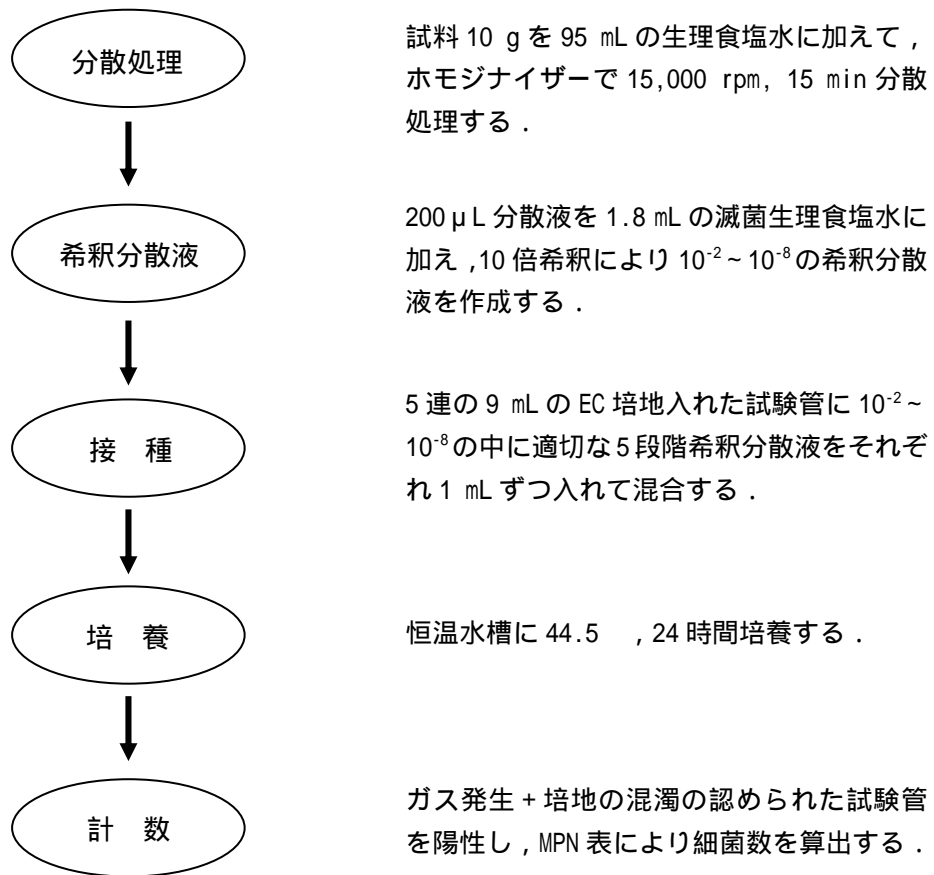 分散処理
試料 10 g を 95 mL の生理食塩水に加えて，
ホモジナイザーで 15,000 rpm, 15 min 分散
処理する．
希釈分散液
200 μL 分散液を 1.8 mL の滅菌生理食塩水に
加え，10 倍希釈により 10⁻²～10⁻⁸の希釈分散
液を作成する．
接　種
5 連の 9 mL の EC 培地入れた試験管に 10⁻²～
10⁻⁸の中に適切な 5 段階希釈分散液をそれぞ
れ 1 mL ずつ入れて混合する．
培　養
恒温水槽に 44.5　，24 時間培養する．
計　数
ガス発生 + 培地の混濁の認められた試験管
を陽性し，MPN 表により細菌数を算出する．